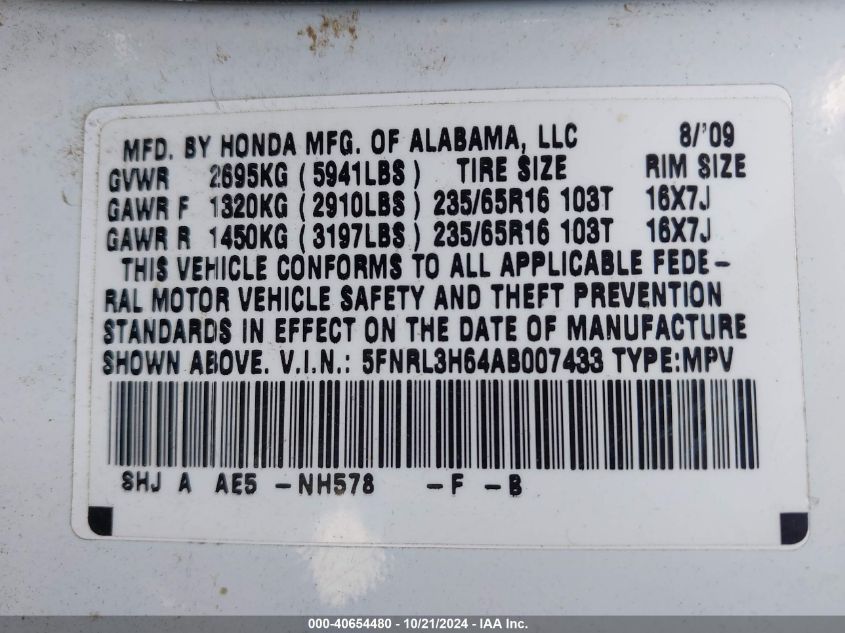 MFD. BY HONDA MFG. OF ALABAMA, LLC 8/'09
GVWR 2695KG (5941LBS) TIRE SIZE RIM SIZE
GAWR F 1320KG (2910LBS) 235/65R16 103T 16X7J
GAWR R 1450KG (3197LBS) 235/65R16 103T 16X7J
THIS VEHICLE CONFORMS TO ALL APPLICABLE FEDE-
RAL MOTOR VEHICLE SAFETY AND THEFT PREVENTION
STANDARDS IN EFFECT ON THE DATE OF MANUFACTURE
SHOWN ABOVE. V.I.N.: 5FNRL3H64AB007433 TYPE:MPV
SHJ A AE5 -NH578 -F -B
000-40654480 - 10/21/2024 - IAA Inc.